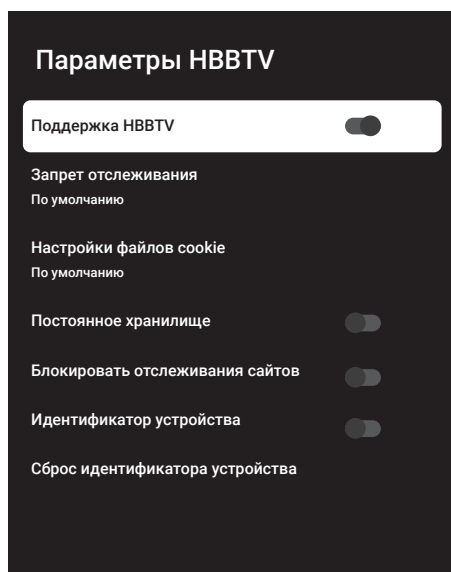 Параметры HBBTV
Поддержка HBBTV
Запрет отслеживания
По умолчанию
Настройки файлов cookie
По умолчанию
Постоянное хранилище
Блокировать отслеживания сайтов
Идентификатор устройства
Сброс идентификатора устройства